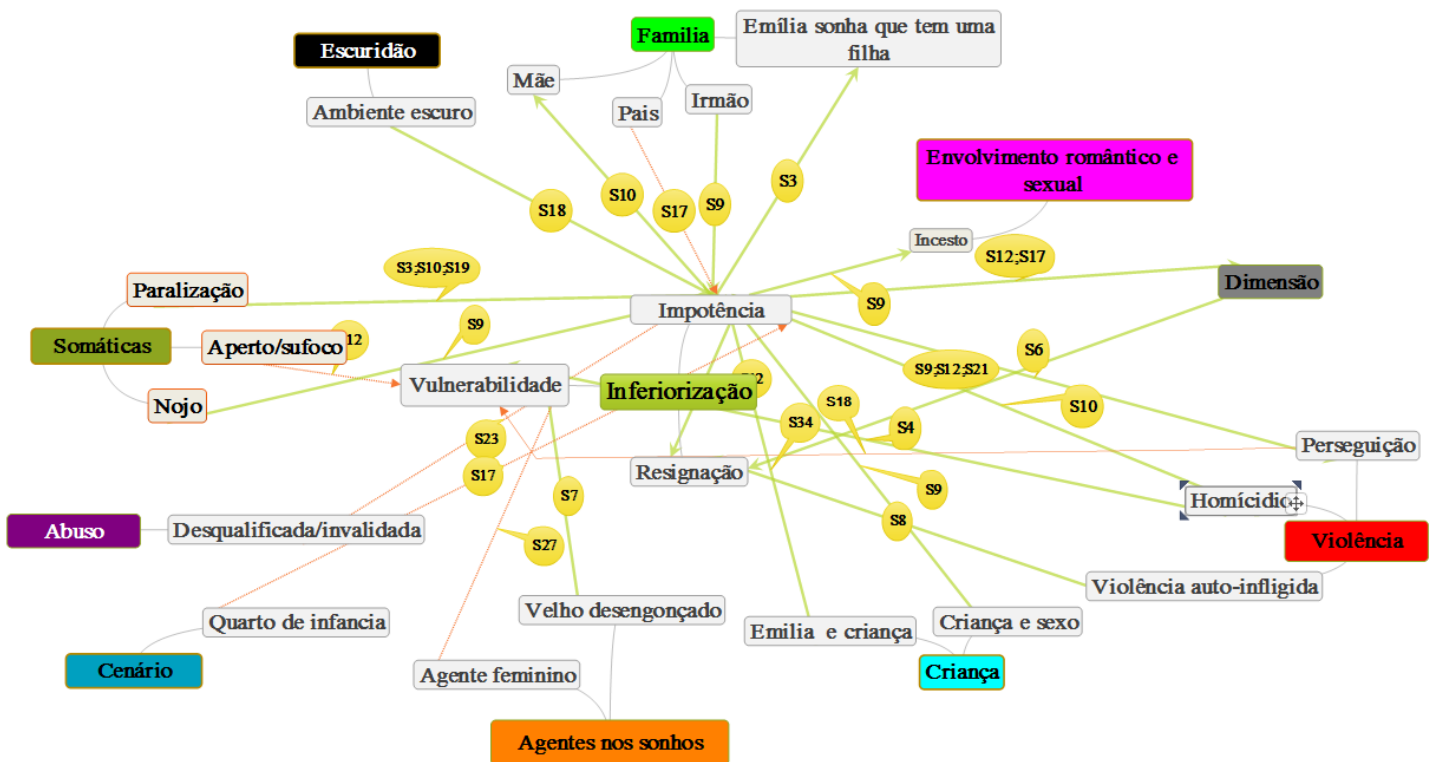 Familia
Emília sonha que tem uma
filha
Escuridão
Mãe
Pais
Irmão
Ambiente escuro
Envolvimento romântico e
sexual
S3
S10
S17
S9
S18
Incesto
S12;S17
S3;S10;S19
Dimensão
Paralização
S9
Impotência
Somáticas
Aperto/sufoco
12
S9
S6
S9;S12;S21
Vulnerabilidade
Inferiorização
Nojo
S10
S18
S34
S4
S23
Perseguição
S17
Resignação
S9
S7
Homícidio
S8
Abuso
Desqualificada/invalidada
S27
Violência
Violência auto-infligida
Velho desengonçado
Quarto de infancia
Emilia e criança
Criança e sexo
Cenário
Agente feminino
Criança
Agentes nos sonhos